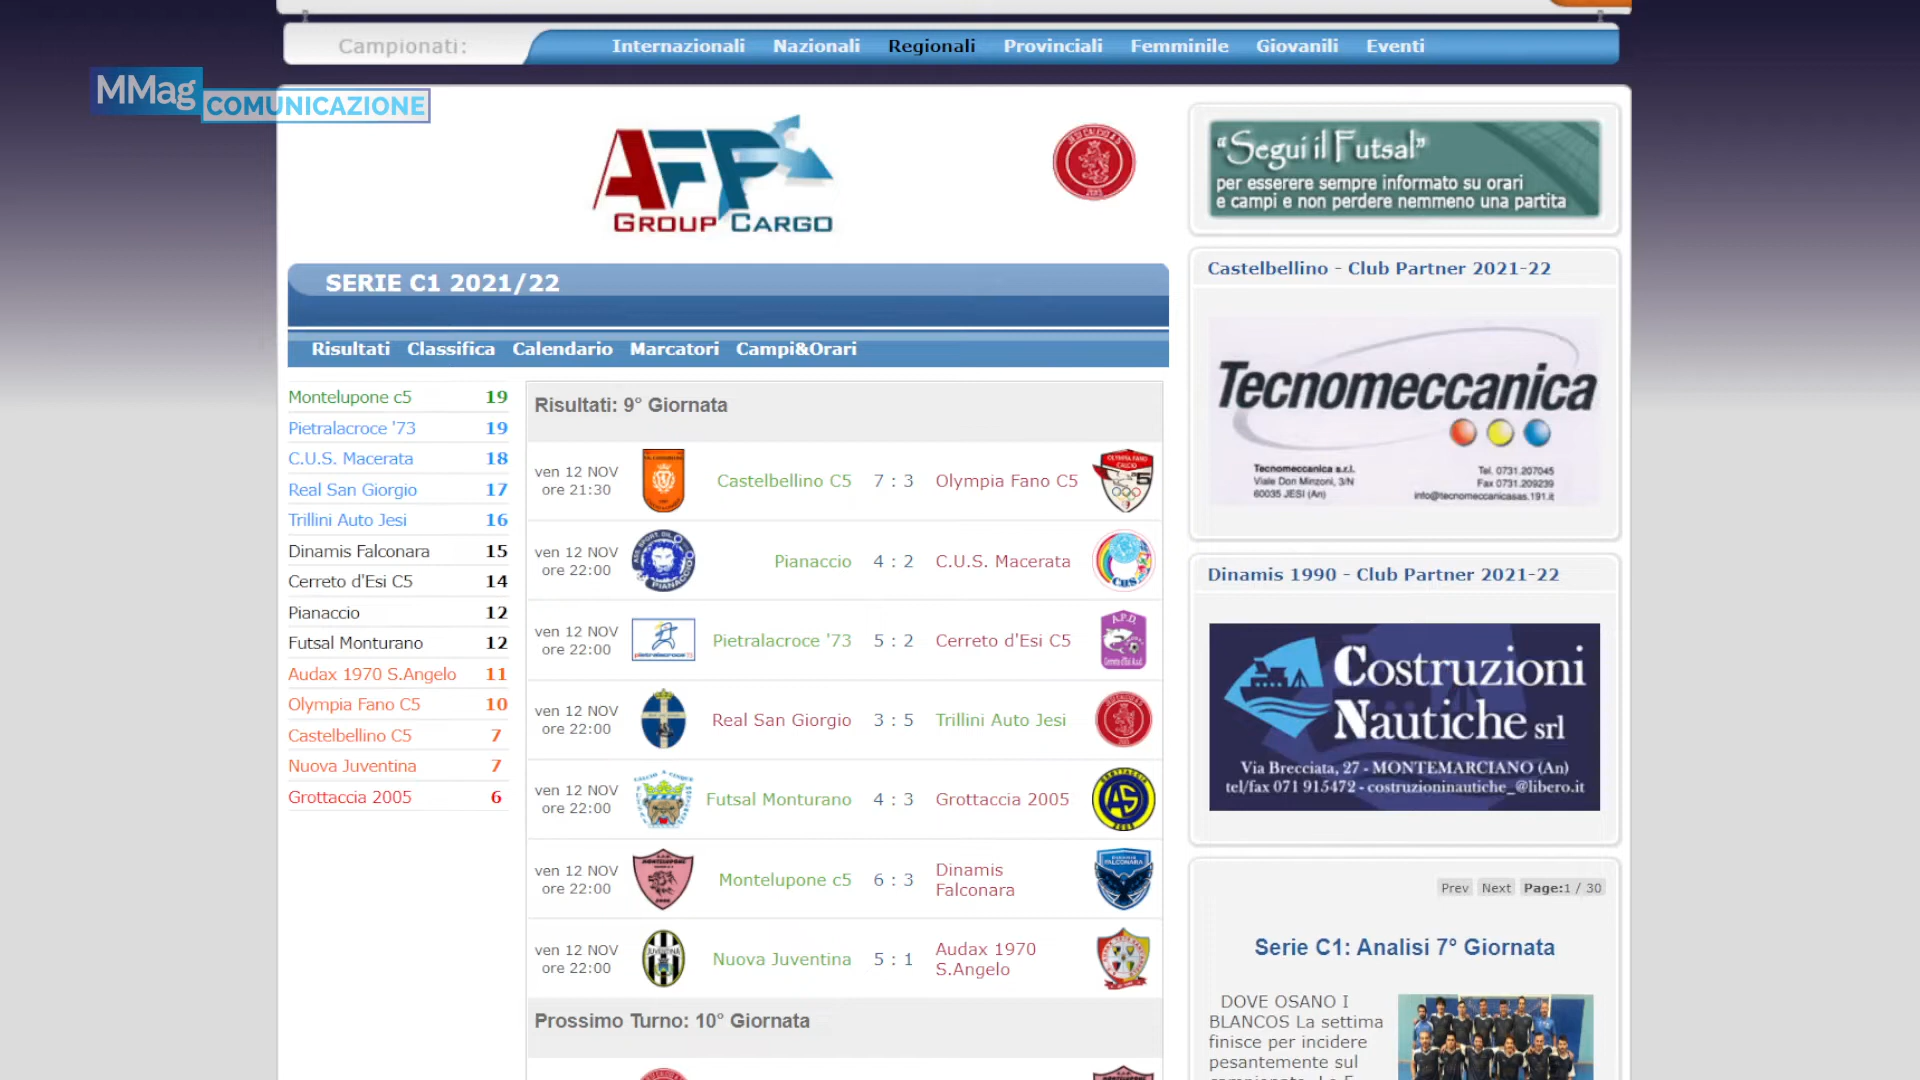 Campionati:
Internazionali Nazionali Regionali Provinciali Femminile Giovanili Eventi
MMag
COMUNICAZIONE
AFP
GROUP CARGO
SERIE C1 2021/22
Risultati Classifica Calendario Marcatori Campi&Orari
Montelupone c5 19
Pietralacroce '73 19
C.U.S. Macerata 18
Real San Giorgio 17
Trillini Auto Jesi 16
Dinamis Falconara 15
Cerreto d'Esi C5 14
Pianaccio 12
Futsal Monturano 12
Audax 1970 S.Angelo 11
Olympia Fano C5 10
Castelbellino C5 7
Nuova Juventina 7
Grottaccia 2005 6
Risultati: 9° Giornata
ven 12 NOV
ore 21:30
Castelbellino C5 7 : 3 Olympia Fano C5
ven 12 NOV
ore 22:00
Pianaccio 4 : 2 C.U.S. Macerata
ven 12 NOV
ore 22:00
Pietralacroce '73 5 : 2 Cerreto d'Esi C5
ven 12 NOV
ore 22:00
Real San Giorgio 3 : 5 Trillini Auto Jesi
ven 12 NOV
ore 22:00
Futsal Monturano 4 : 3 Grottaccia 2005
ven 12 NOV
ore 22:00
Montelupone c5 6 : 3 Dinamis
Falconara
ven 12 NOV
ore 22:00
Nuova Juventina 5 : 1 Audax 1970
S.Angelo
Prossimo Turno: 10° Giornata
"Segui il Futsal"
per esserere sempre informato su orari
e campi e non perdere nemmeno una partita
Castelbellino - Club Partner 2021-22
Tecnomeccanica
Tecnomeccanica s.r.l.
Viale Don Minzoni, 3/N
60035 JESI (An)
Tel. 0731.207045
Fax 0731.209239
info@tecnomeccanicasas.191.it
Dinamis 1990 - Club Partner 2021-22
Costruzioni
Nautiche srl
Via Brecciata, 27 - MONTEMARCIANO (An)
tel/fax 071 915472 - costruzioninautiche_@libero.it
Prev Next Page:1 / 30
Serie C1: Analisi 7° Giornata
DOVE OSANO I
BLANCOS La settima
finisce per incidere
pesantemente sul